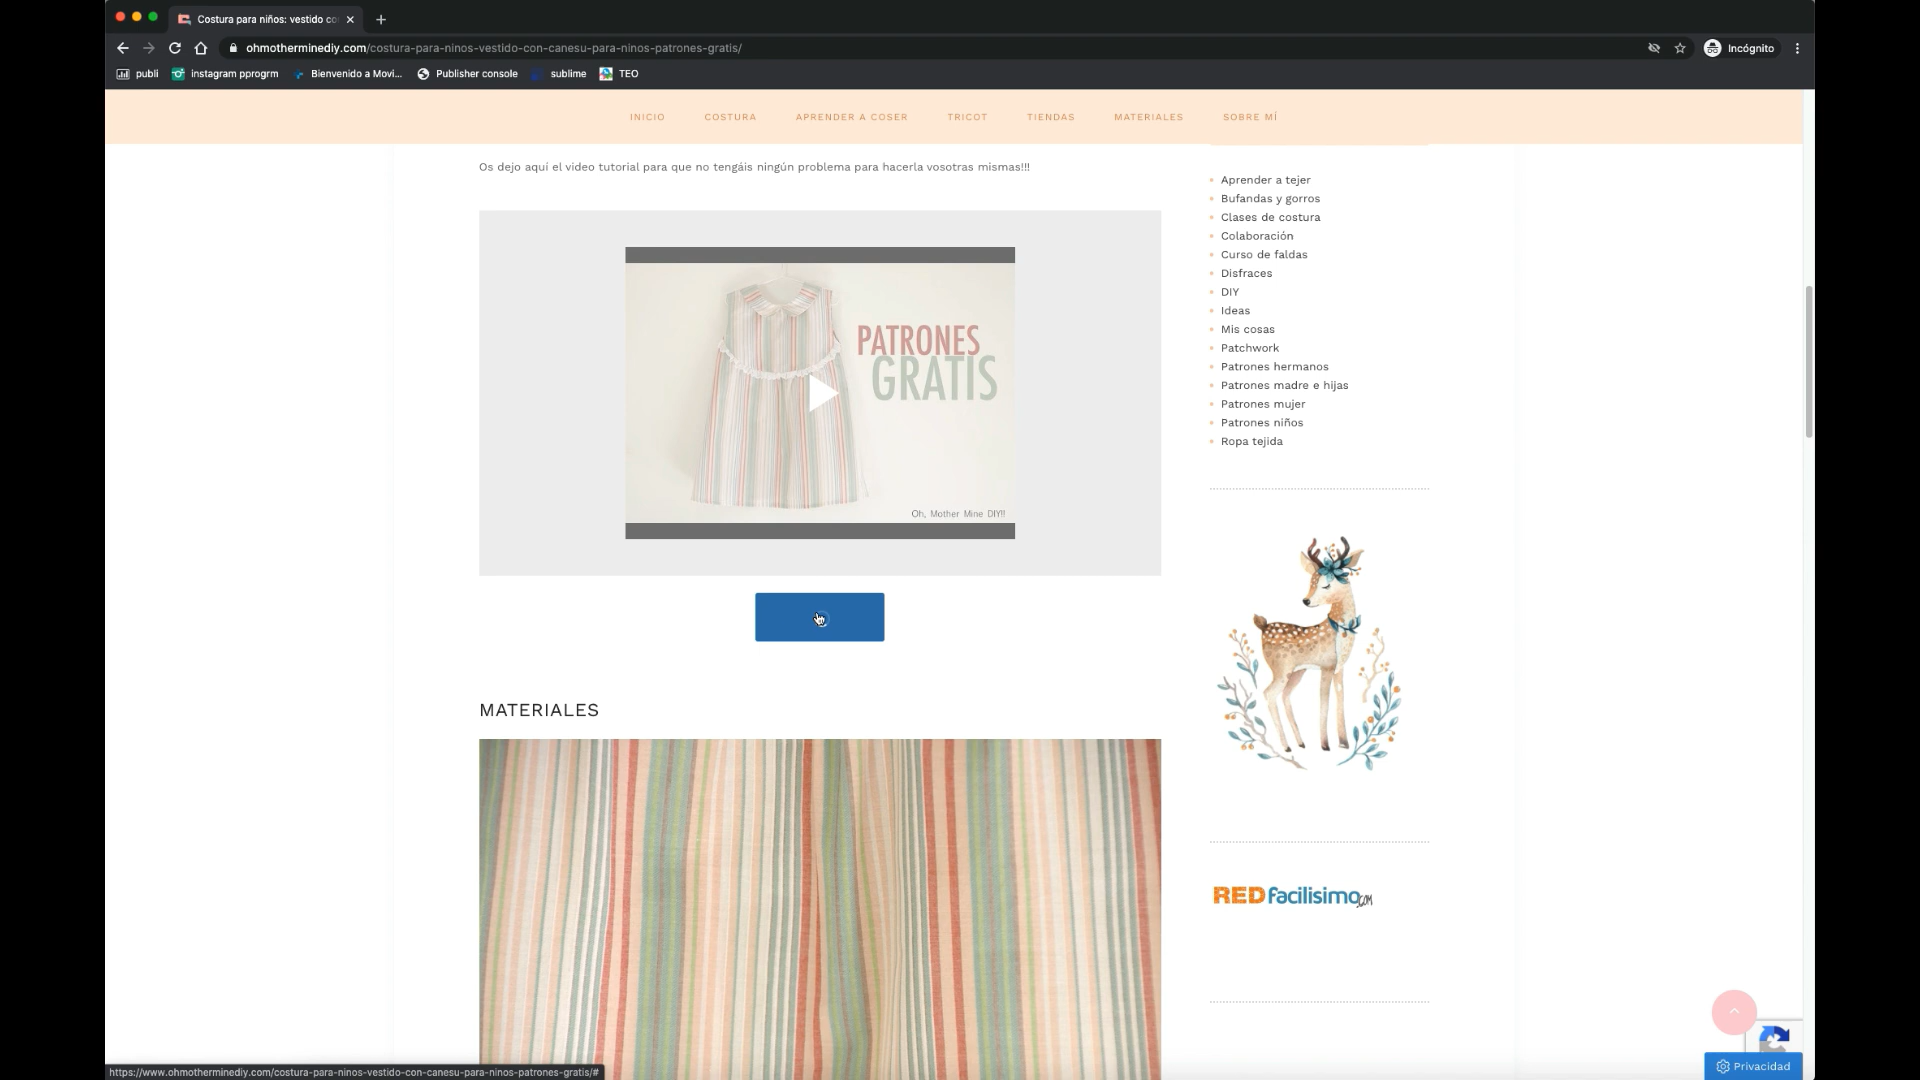 Costura para niños: vestido co
ohmotherminediy.com/costura-para-ninos-vestido-con-canesu-para-ninos-patrones-gratis/
Incógnito
publi
instagram pprogrm
Bienvenido a Movi...
Publisher console
sublime
TEO
INICIO
COSTURA
APRENDER A COSER
TRICOT
TIENDAS
MATERIALES
SOBRE MÍ
Os dejo aquí el video tutorial para que no tengáis ningún problema para hacerla vosotras mismas!!!
PATRONES
GRATIS
Oh, Mother Mine DIY!!
MATERIALES
Aprender a tejer
Bufandas y gorros
Clases de costura
Colaboración
Curso de faldas
Disfraces
DIY
Ideas
Mis cosas
Patchwork
Patrones hermanos
Patrones madre e hijas
Patrones mujer
Patrones niños
Ropa tejida
REDfacilisimo.com
Privacidad
https://www.ohmotherminediy.com/costura-para-ninos-vestido-con-canesu-para-ninos-patrones-gratis/#